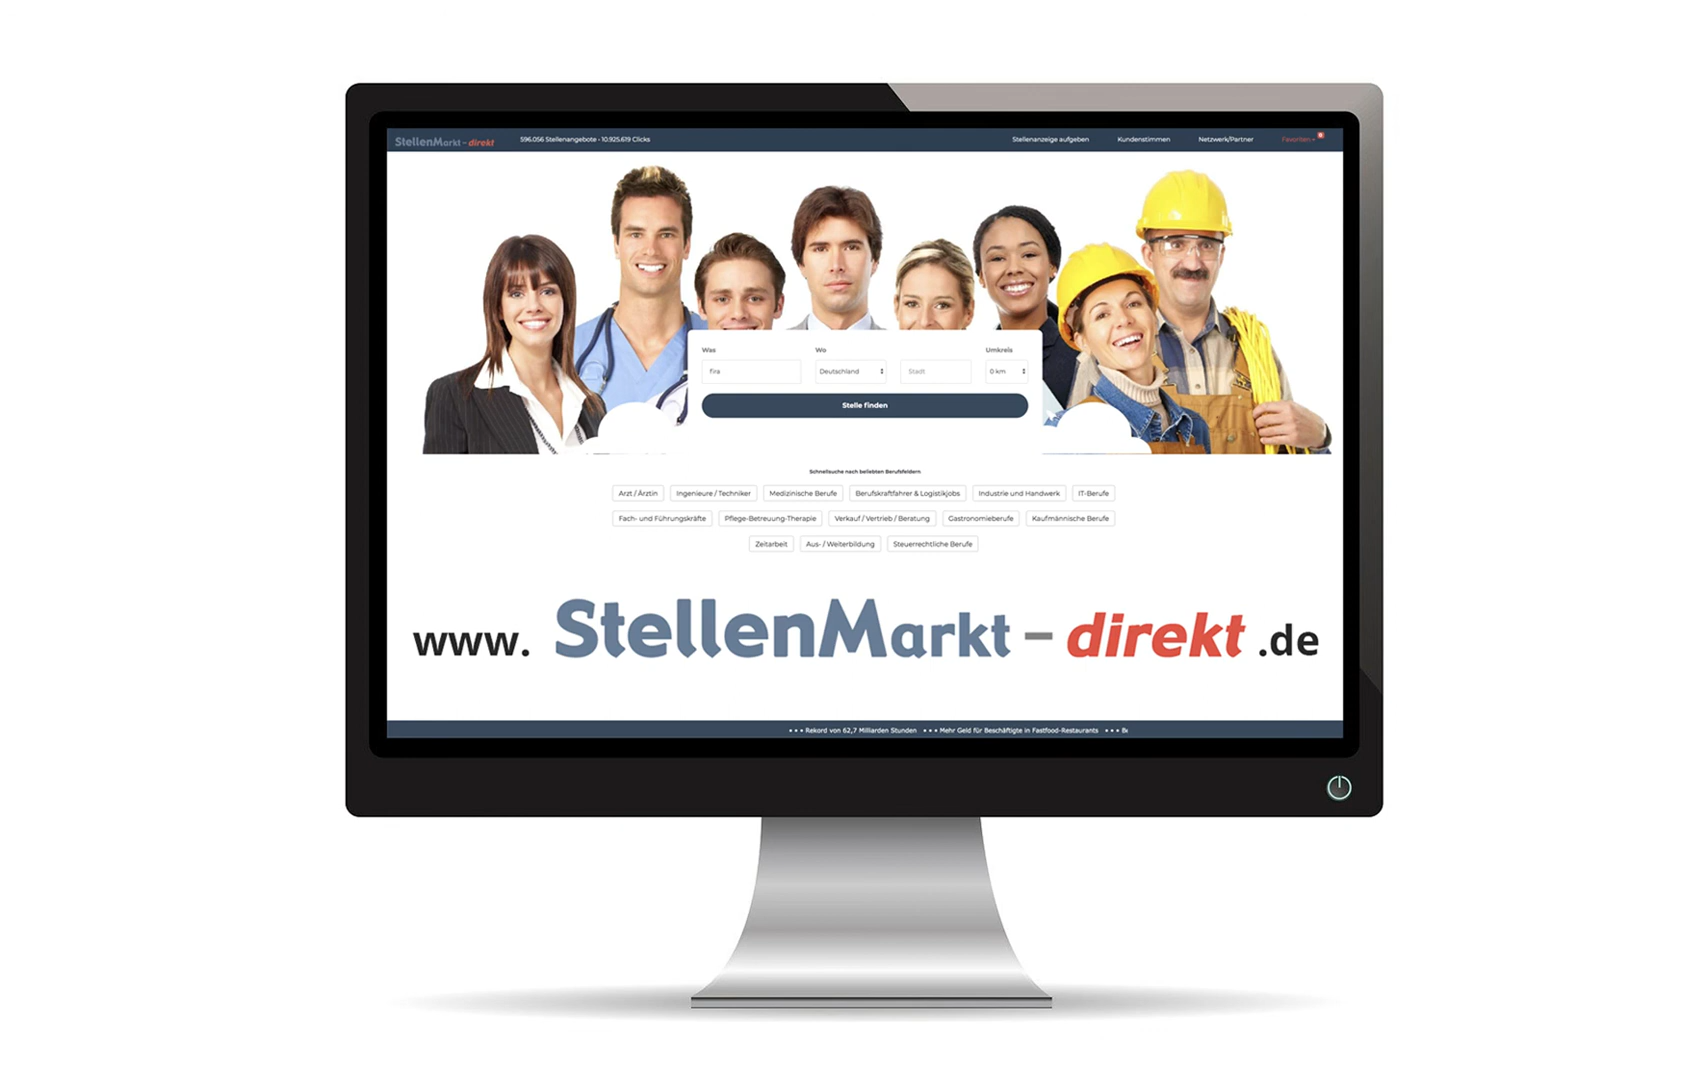 StellenMarkt - direkt 596.056 Stellenangebote • 10.925.619 Clicks Stellenanzeige aufgeben Kundenstimmen Netzwerk/Partner Favoriten
Was Wo Umkreis
fira Deutschland Stadt 0 km
Stelle finden
Schnellsuche nach beliebten Berufsfeldern
Arzt / Ärztin Ingenieure / Techniker Medizinische Berufe Berufskraftfahrer & Logistikjobs Industrie und Handwerk IT-Berufe
Fach- und Führungskräfte Pflege-Betreuung-Therapie Verkauf / Vertrieb / Beratung Gastronomieberufe Kaufmännische Berufe
Zeitarbeit Aus- / Weiterbildung Steuerrechtliche Berufe
www. StellenMarkt - direkt .de
• • • Rekord von 62,7 Milliarden Stunden • • • Mehr Geld für Beschäftigte in Fastfood-Restaurants • • •